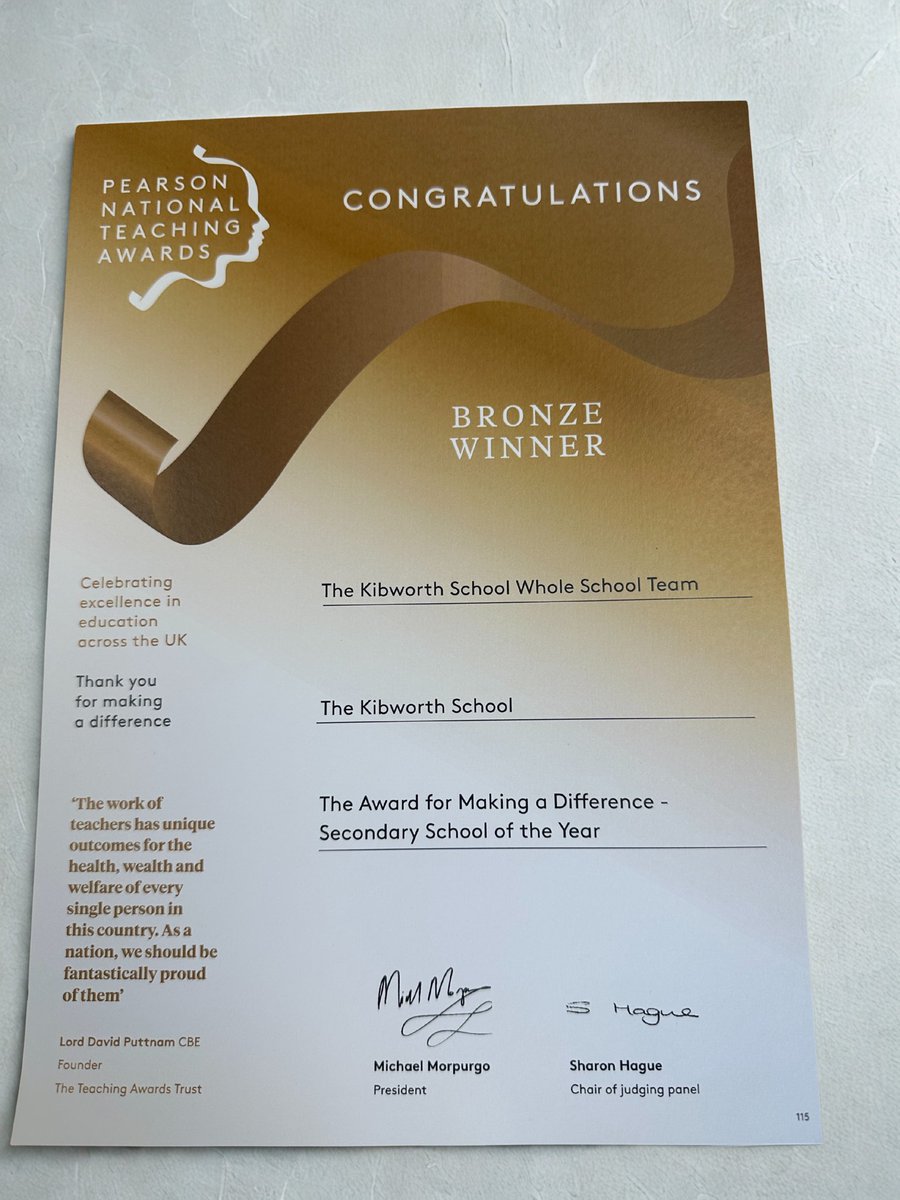 PEARSON
NATIONAL
TEACHING
AWARDS
CONGRATULATIONS
BRONZE
WINNER
Celebrating
excellence in
education
across the UK
Thank you
for making
a difference
The Kibworth School Whole School Team
The Kibworth School
The Award for Making a Difference -
Secondary School of the Year
‘The work of
teachers has unique
outcomes for the
health, wealth and
welfare of every
single person in
this country. As a
nation, we should be
fantastically proud
of them’
Lord David Puttnam CBE
Founder
The Teaching Awards Trust
Michael Morpurgo
President
S Hague
Sharon Hague
Chair of judging panel
115